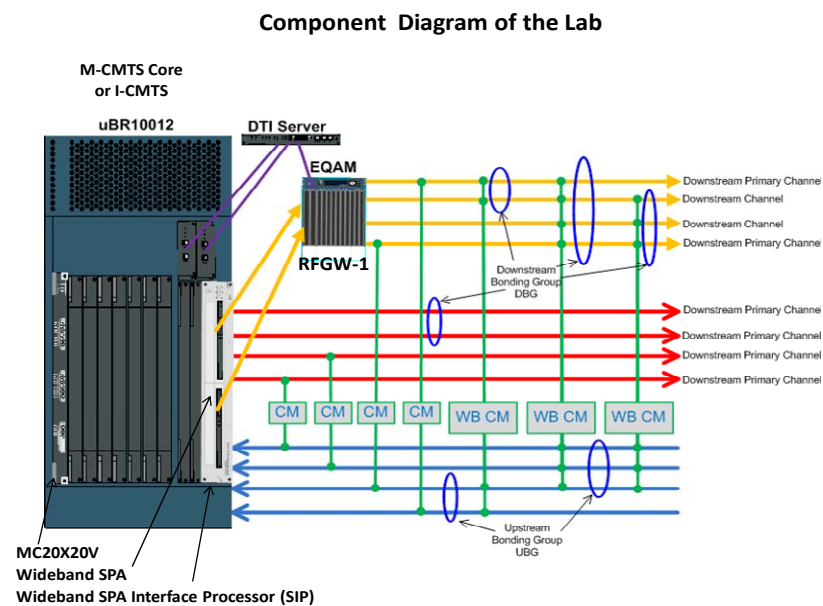 Component Diagram of the Lab
M-CMTS Core
or I-CMTS
uBR10012
DTI Server
EQAM
RFGW-1
Downstream Primary Channel
Downstream Channel
Downstream Channel
Downstream Primary Channel
Downstream
Bonding Group
DBG
Downstream Primary Channel
Downstream Primary Channel
Downstream Primary Channel
Downstream Primary Channel
CM
CM
CM
CM
WB CM
WB CM
WB CM
Upstream
Bonding Group
UBG
MC20X20V
Wideband SPA
Wideband SPA Interface Processor (SIP)